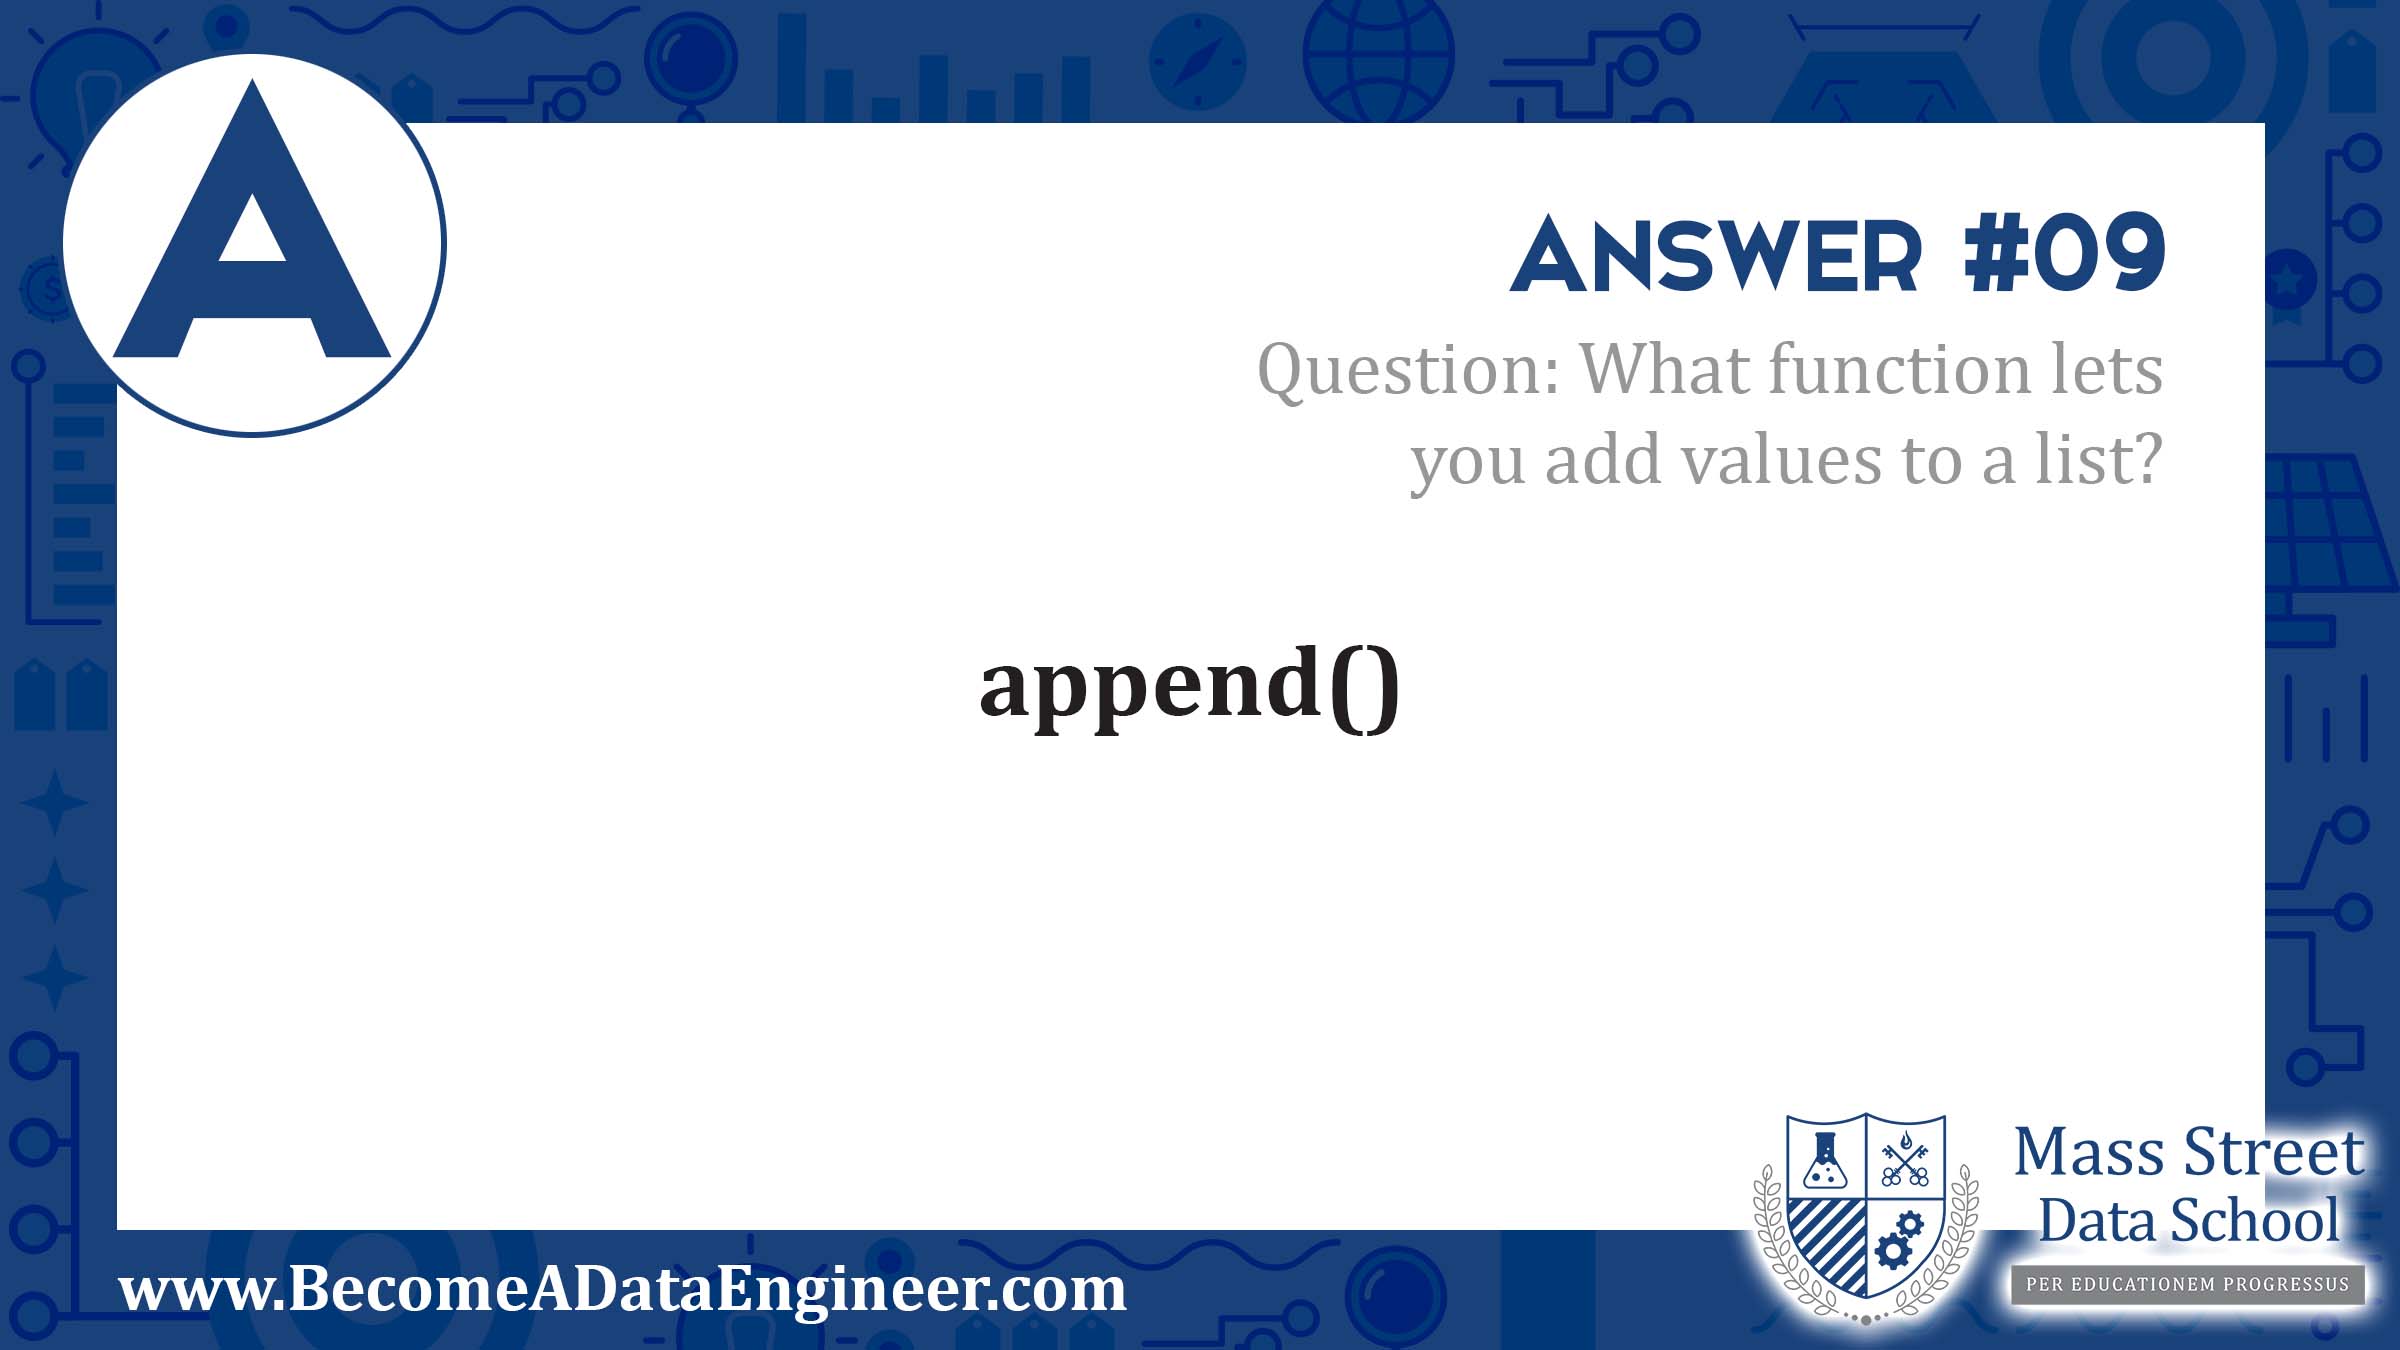 A
Answer #09
Question: What function lets
you add values to a list?
append()
Mass Street
Data School
PER EDUCATIONEM PROGRESSUS
www.BecomeADataEngineer.com